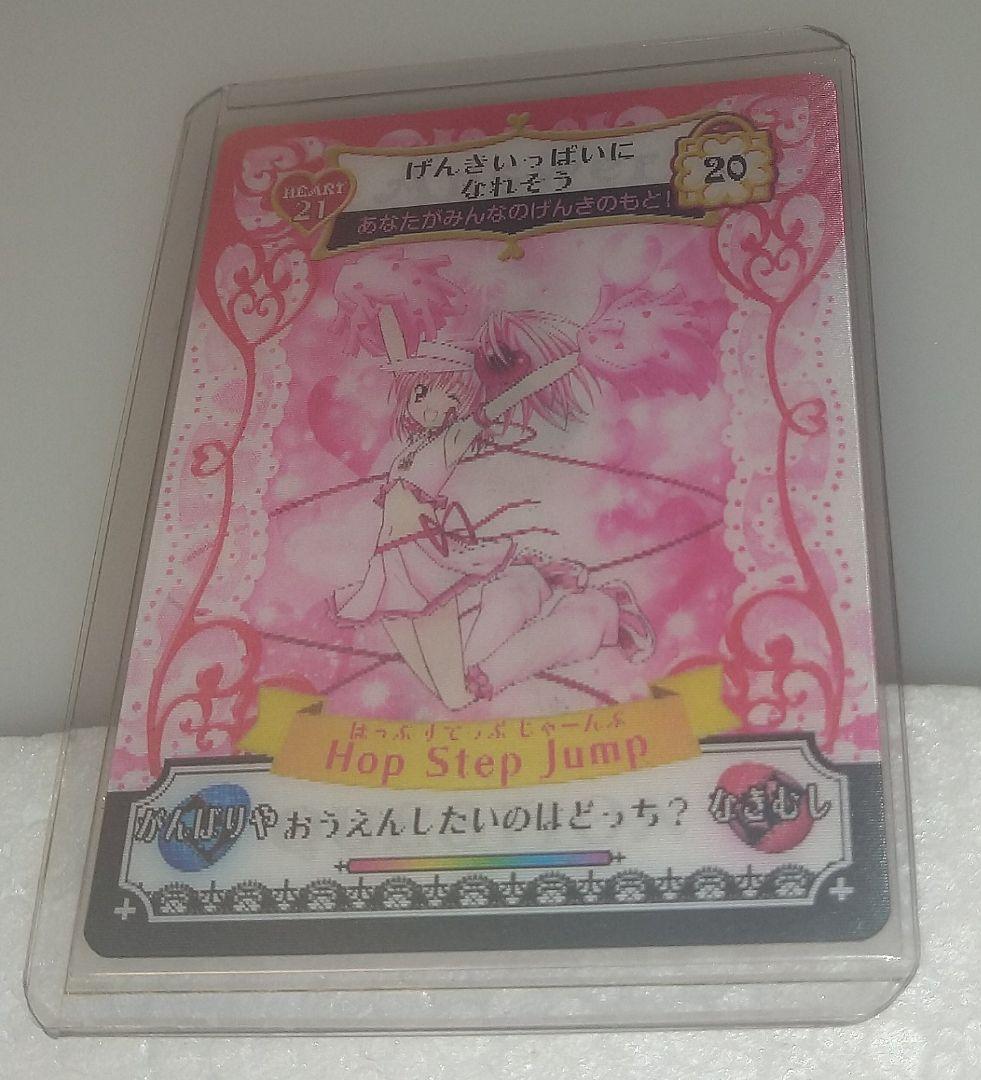 げんきいっぱいに
なれそう
HEART
21
20
あなたがみんなのげんきのもと!
ほっぷすてっぷじゃーんぷ
Hop Step Jump
がんばりや
おうえんしたいのはどっち?
なきむし